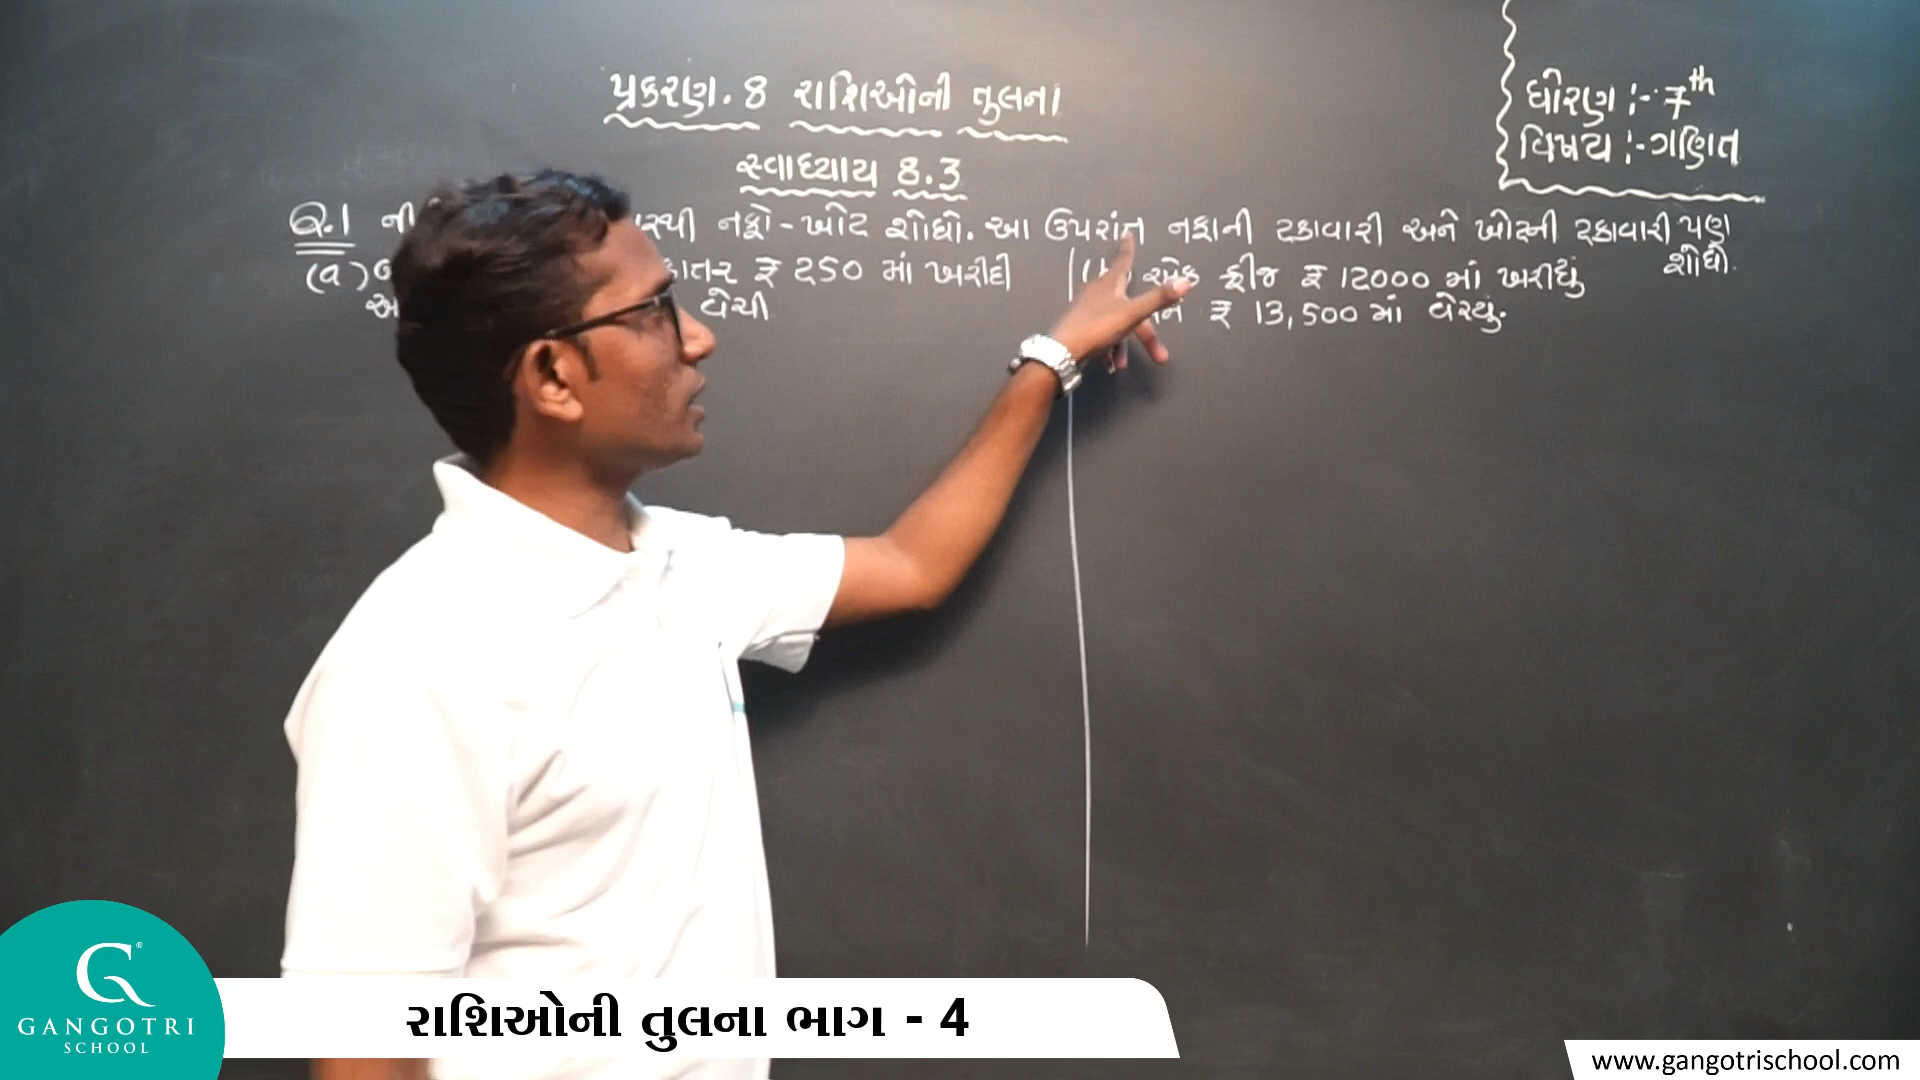 પ્રકરણ. 8 રાશિઓની તુલના
ધોરણ :- 7th
વિષય :- ગણિત
સ્વાધ્યાય 8.3
Q.1 નફો - ખોટ શોધો. આ ઉપરાંત નફાની ટકાવારી અને ખોટની ટકાવારી પણ શોધો.
(a) ₹ 250 માં ખરીદી
વેચી
એક ફ્રીજ ₹ 12000 માં ખરીદ્યું
₹ 13,500 માં વેચ્યું.
રાશિઓની તુલના ભાગ - 4
GANGOTRI
SCHOOL
www.gangotrischool.com